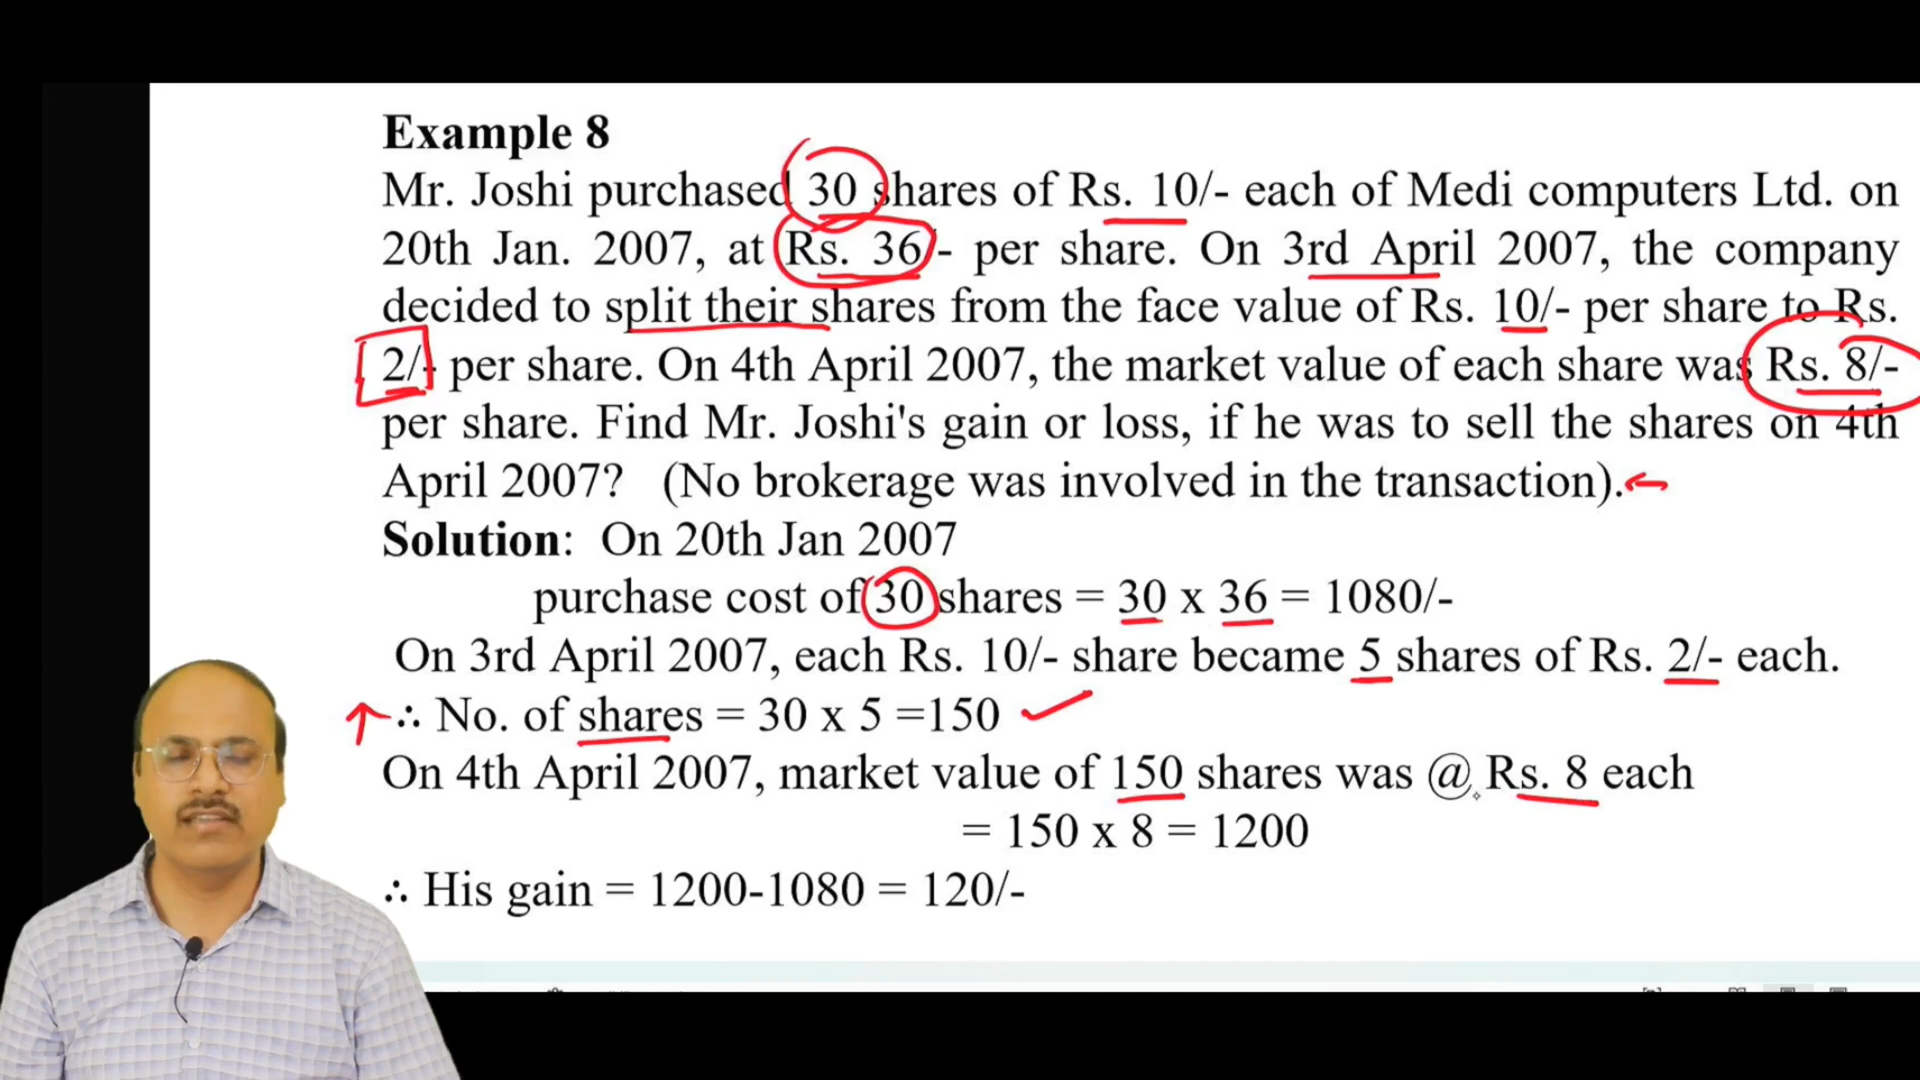 Example 8
Mr. Joshi purchased 30 shares of Rs. 10/- each of Medi computers Ltd. on
20th Jan. 2007, at Rs. 36/- per share. On 3rd April 2007, the company
decided to split their shares from the face value of Rs. 10/- per share to Rs.
2/- per share. On 4th April 2007, the market value of each share was Rs. 8/-
per share. Find Mr. Joshi's gain or loss, if he was to sell the shares on 4th
April 2007? (No brokerage was involved in the transaction).
Solution: On 20th Jan 2007
purchase cost of 30 shares = 30 x 36 = 1080/-
On 3rd April 2007, each Rs. 10/- share became 5 shares of Rs. 2/- each.
∴ No. of shares = 30 x 5 =150
On 4th April 2007, market value of 150 shares was @ Rs. 8 each
= 150 x 8 = 1200
∴ His gain = 1200-1080 = 120/-